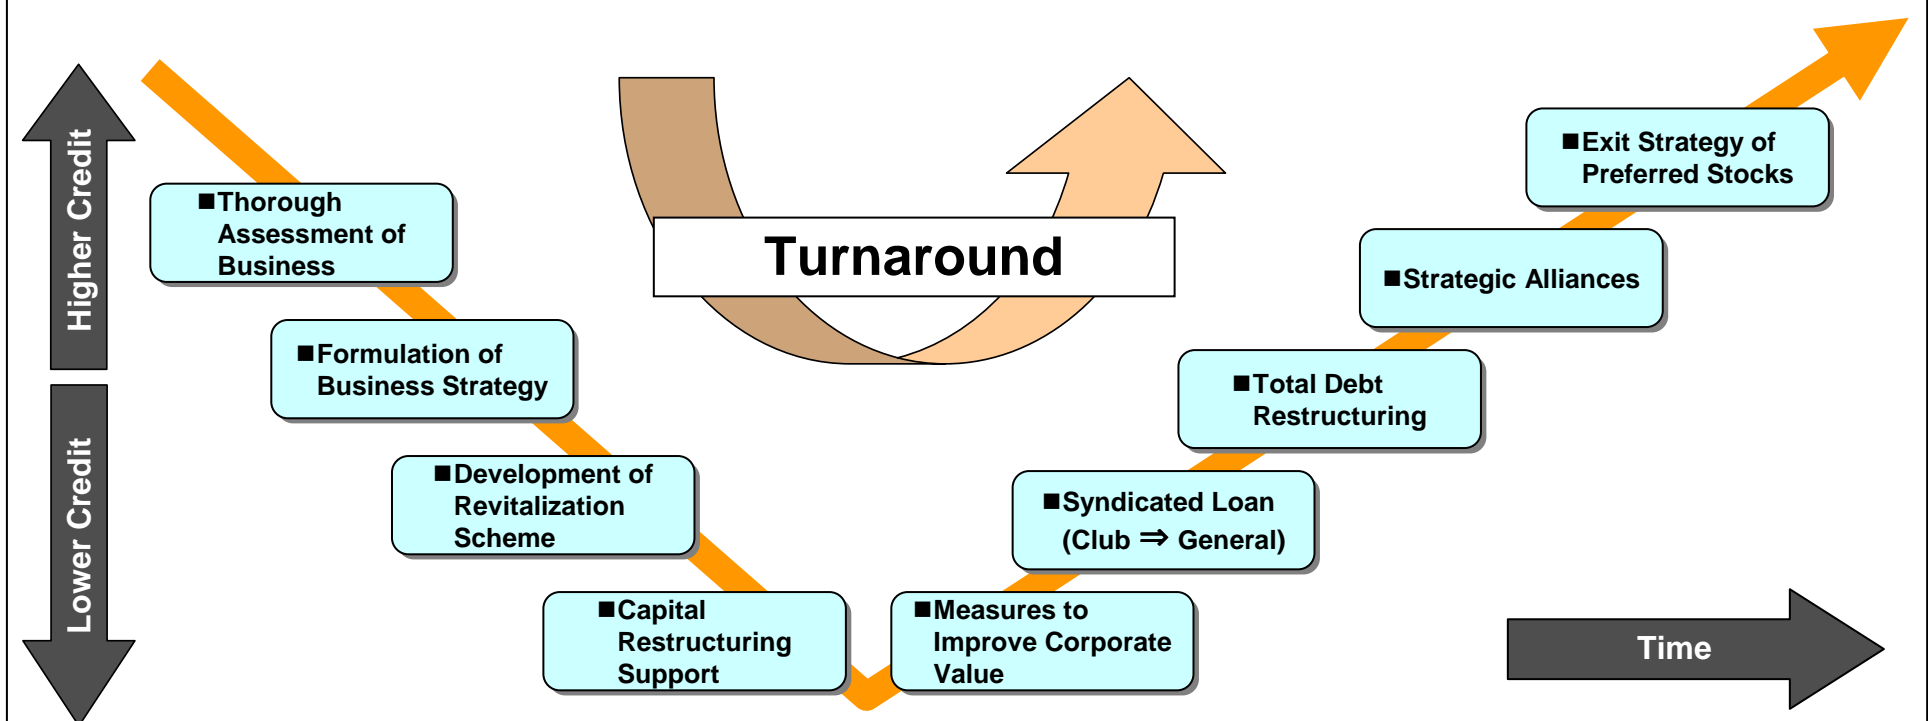 Higher Credit
Lower Credit
■Thorough
Assessment of
Business
■Formulation of
Business Strategy
■Development of
Revitalization
Scheme
■Capital
Restructuring
Support
Turnaround
■Measures to
Improve Corporate
Value
■Syndicated Loan
(Club ⇒ General)
■Total Debt
Restructuring
■Strategic Alliances
■Exit Strategy of
Preferred Stocks
Time